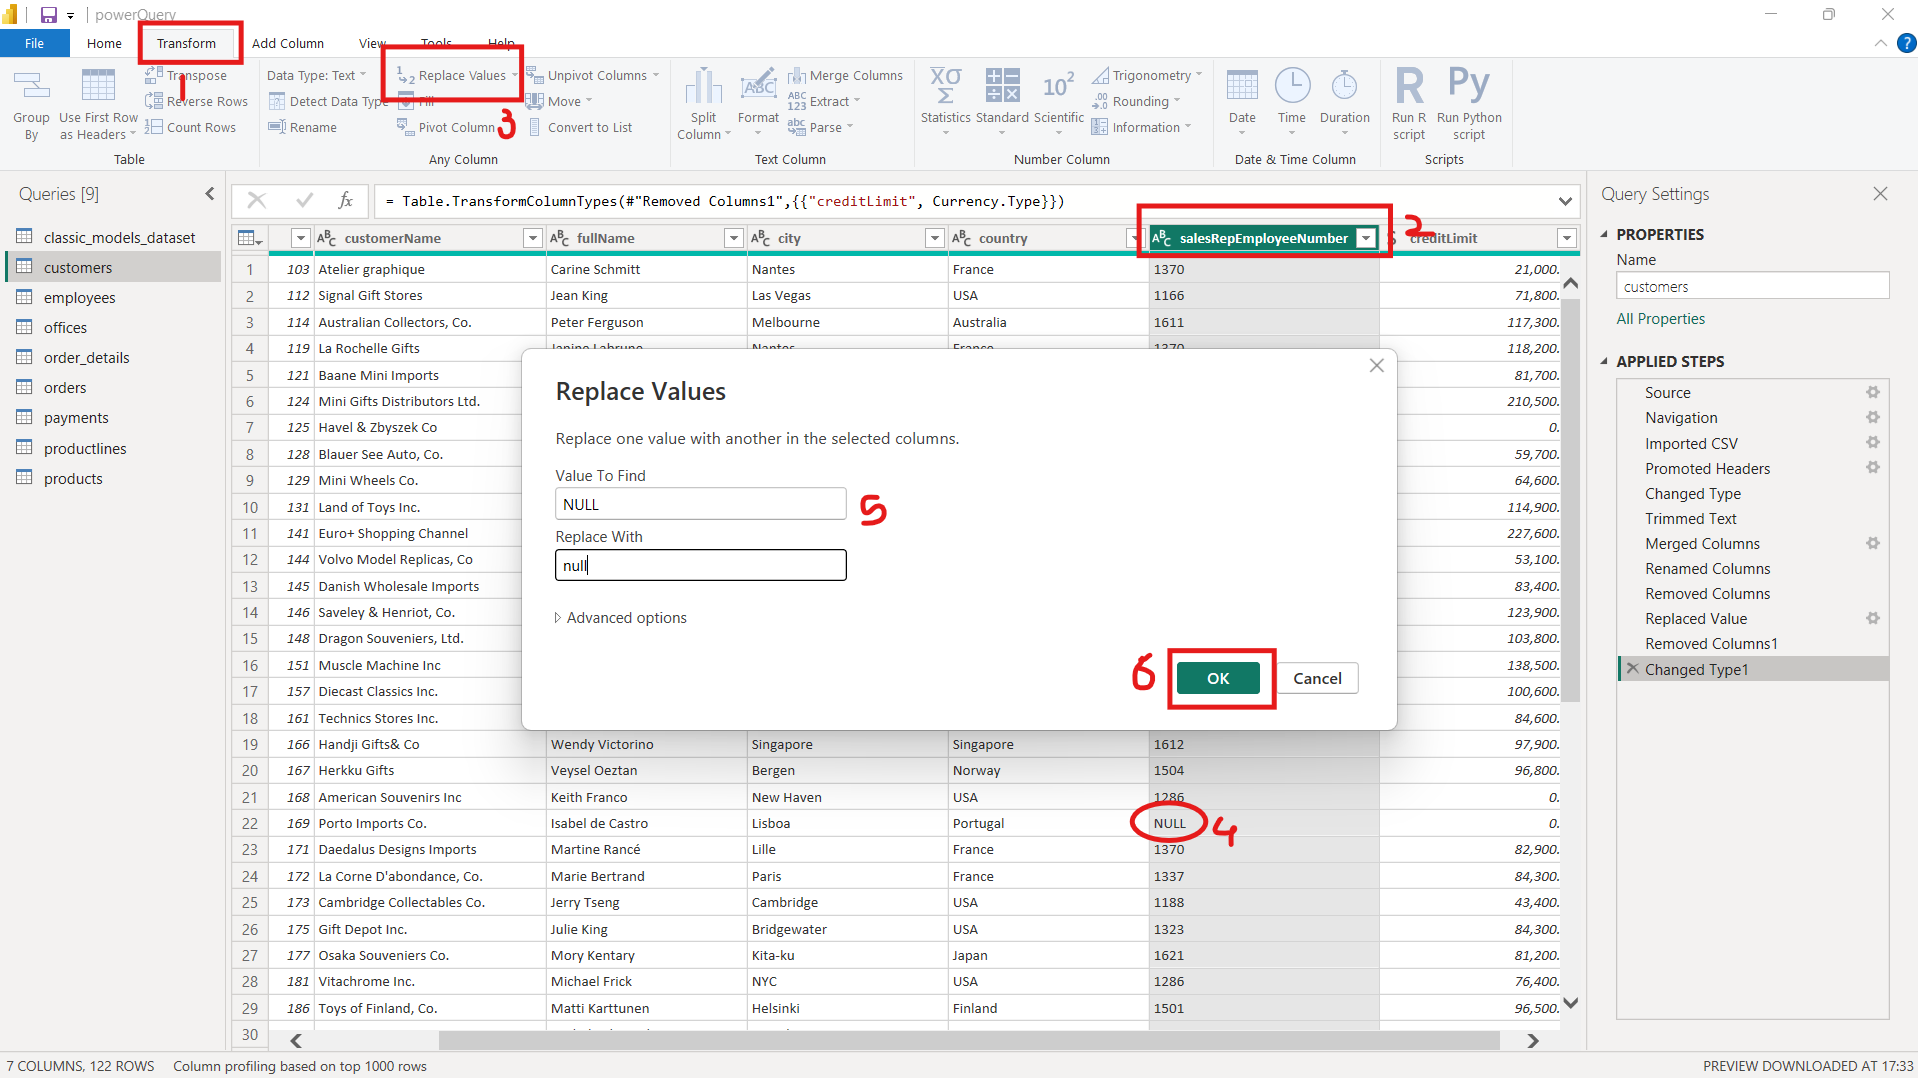 powerQuery
File Home Transform Add Column View Tools Help
1
Group By
Use First Row as Headers
Transpose
Reverse Rows
Count Rows
Table
Data Type: Text
Detect Data Type
Rename
Replace Values
Fill
Pivot Column
3
Unpivot Columns
Move
Convert to List
Any Column
Split Column
Format
Merge Columns
Extract
Parse
Text Column
Statistics
Standard
Scientific
Trigonometry
Rounding
Information
Number Column
Date
Time
Duration
Date & Time Column
Run R script
Run Python script
Scripts
Queries [9]
classic_models_dataset
customers
employees
offices
order_details
orders
payments
productlines
products
fx = Table.TransformColumnTypes(#"Removed Columns1",{{"creditLimit", Currency.Type}})
customerName fullName city country salesRepEmployeeNumber 2 creditLimit
1 103 Atelier graphique Carine Schmitt Nantes France 1370 21,000.
2 112 Signal Gift Stores Jean King Las Vegas USA 1166 71,800.
3 114 Australian Collectors, Co. Peter Ferguson Melbourne Australia 1611 117,300.
4 119 La Rochelle Gifts Janine Labrune Nantes France 1370 118,200.
5 121 Baane Mini Imports 81,700.
6 124 Mini Gifts Distributors Ltd. 210,500.
7 125 Havel & Zbyszek Co 0.
8 128 Blauer See Auto, Co. 59,700.
9 129 Mini Wheels Co. 64,600.
10 131 Land of Toys Inc. 114,900.
11 141 Euro+ Shopping Channel 227,600.
12 144 Volvo Model Replicas, Co 53,100.
13 145 Danish Wholesale Imports 83,400.
14 146 Saveley & Henriot, Co. 123,900.
15 148 Dragon Souveniers, Ltd. 103,800.
16 151 Muscle Machine Inc 138,500.
17 157 Diecast Classics Inc. 100,600.
18 161 Technics Stores Inc. 84,600.
19 166 Handji Gifts& Co Wendy Victorino Singapore Singapore 1612 97,900.
20 167 Herkku Gifts Veysel Oeztan Bergen Norway 1504 96,800.
21 168 American Souvenirs Inc Keith Franco New Haven USA 1286 0.
22 169 Porto Imports Co. Isabel de Castro Lisboa Portugal NULL 4 0.
23 171 Daedalus Designs Imports Martine Rancé Lille France 1370 82,900.
24 172 La Corne D'abondance, Co. Marie Bertrand Paris France 1337 84,300.
25 173 Cambridge Collectables Co. Jerry Tseng Cambridge USA 1188 43,400.
26 175 Gift Depot Inc. Julie King Bridgewater USA 1323 84,300.
27 177 Osaka Souveniers Co. Mory Kentary Kita-ku Japan 1621 81,200.
28 181 Vitachrome Inc. Michael Frick NYC USA 1286 76,400.
29 186 Toys of Finland, Co. Matti Karttunen Helsinki Finland 1501 96,500.
30
Replace Values
Replace one value with another in the selected columns.
Value To Find
NULL
5
Replace With
null
Advanced options
6 OK Cancel
Query Settings
PROPERTIES
Name
customers
All Properties
APPLIED STEPS
Source
Navigation
Imported CSV
Promoted Headers
Changed Type
Trimmed Text
Merged Columns
Renamed Columns
Removed Columns
Replaced Value
Removed Columns1
Changed Type1
7 COLUMNS, 122 ROWS Column profiling based on top 1000 rows PREVIEW DOWNLOADED AT 17:33